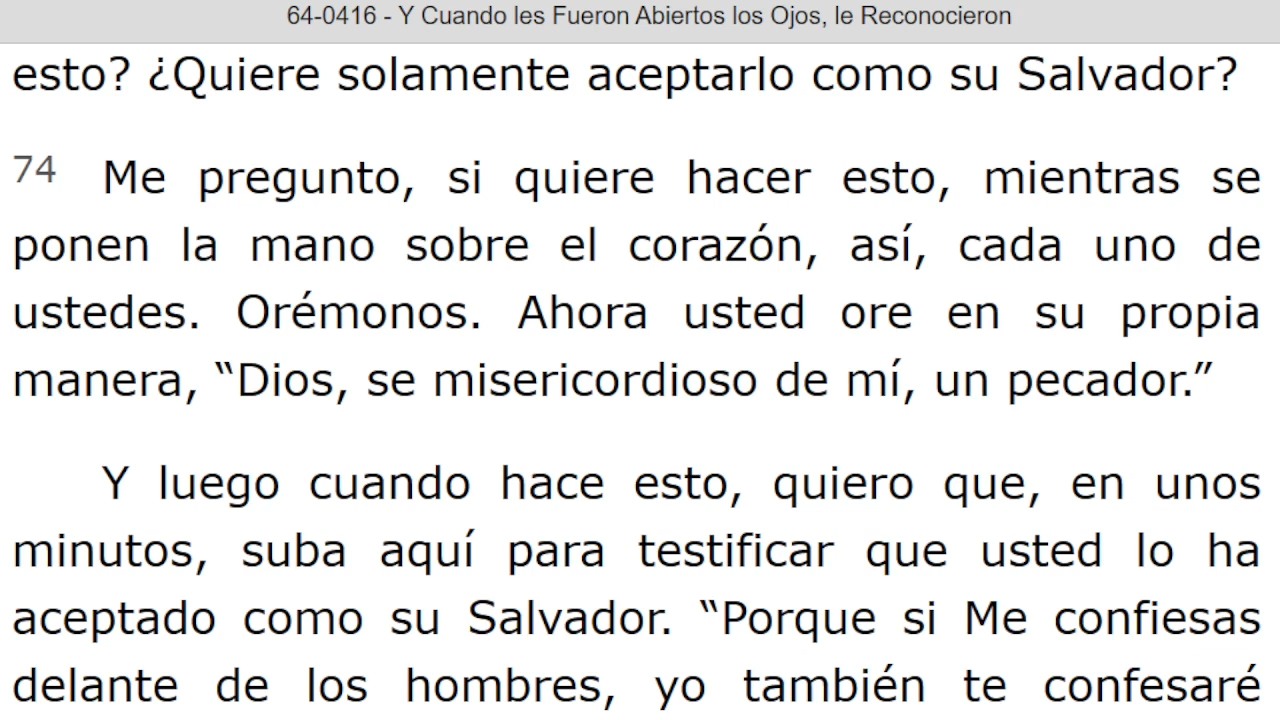 64-0416 - Y Cuando les Fueron Abiertos los Ojos, le Reconocieron
esto? ¿Quiere solamente aceptarlo como su Salvador?
74 Me pregunto, si quiere hacer esto, mientras se
ponen la mano sobre el corazón, así, cada uno de
ustedes. Orémonos. Ahora usted ore en su propia
manera, “Dios, se misericordioso de mí, un pecador.”
Y luego cuando hace esto, quiero que, en unos
minutos, suba aquí para testificar que usted lo ha
aceptado como su Salvador. “Porque si Me confiesas
delante de los hombres, yo también te confesaré